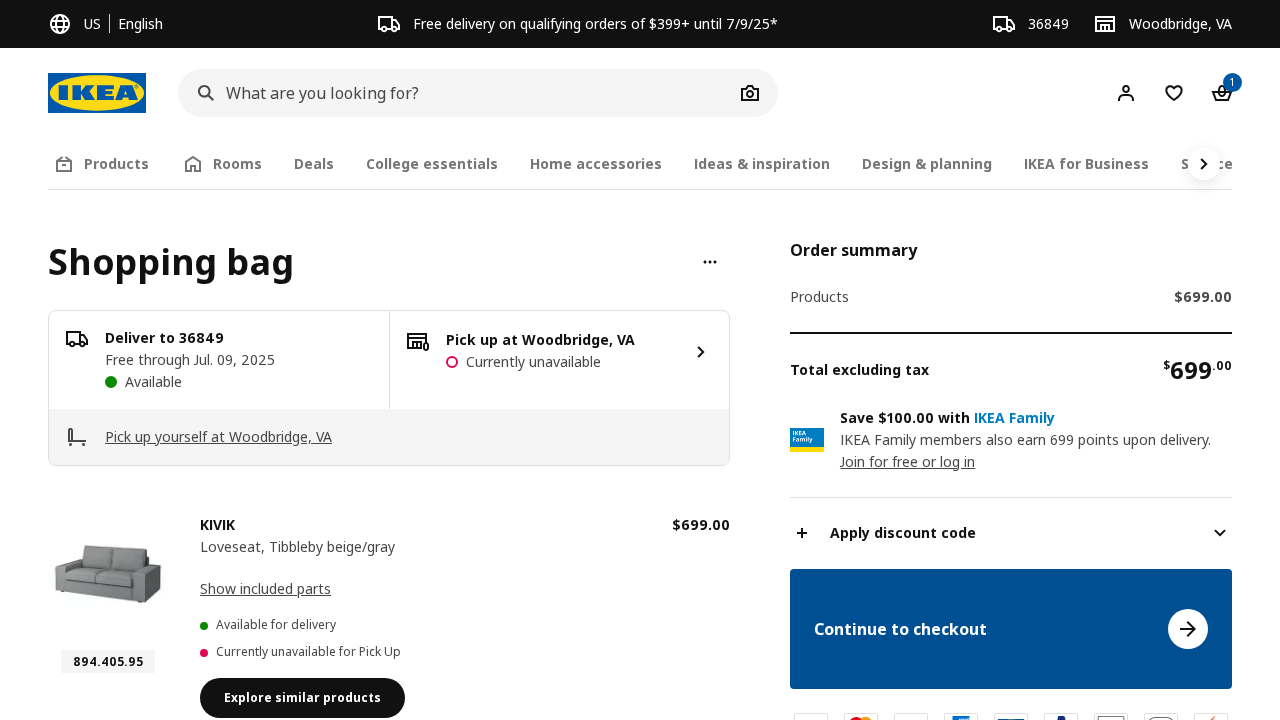 US
English
Free delivery on qualifying orders of $399+ until 7/9/25*
36849
Woodbridge, VA
IKEA
What are you looking for?
1
0
Products
Rooms
Deals
College essentials
Home accessories
Ideas & inspiration
Design & planning
IKEA for Business
Shopping bag
Deliver to 36849
Free through Jul. 09, 2025
Available
Pick up at Woodbridge, VA
Currently unavailable
Pick up yourself at Woodbridge, VA
KIVIK
$699.00
Loveseat, Tibbleby beige/gray
Show included parts
Available for delivery
Currently unavailable for Pick Up
894.405.95
Explore similar products
Order summary
Products
$699.00
Total excluding tax
$699.00
Save $100.00 with IKEA Family
IKEA Family
IKEA Family members also earn 699 points upon delivery.
Join for free or log in
Apply discount code
Continue to checkout